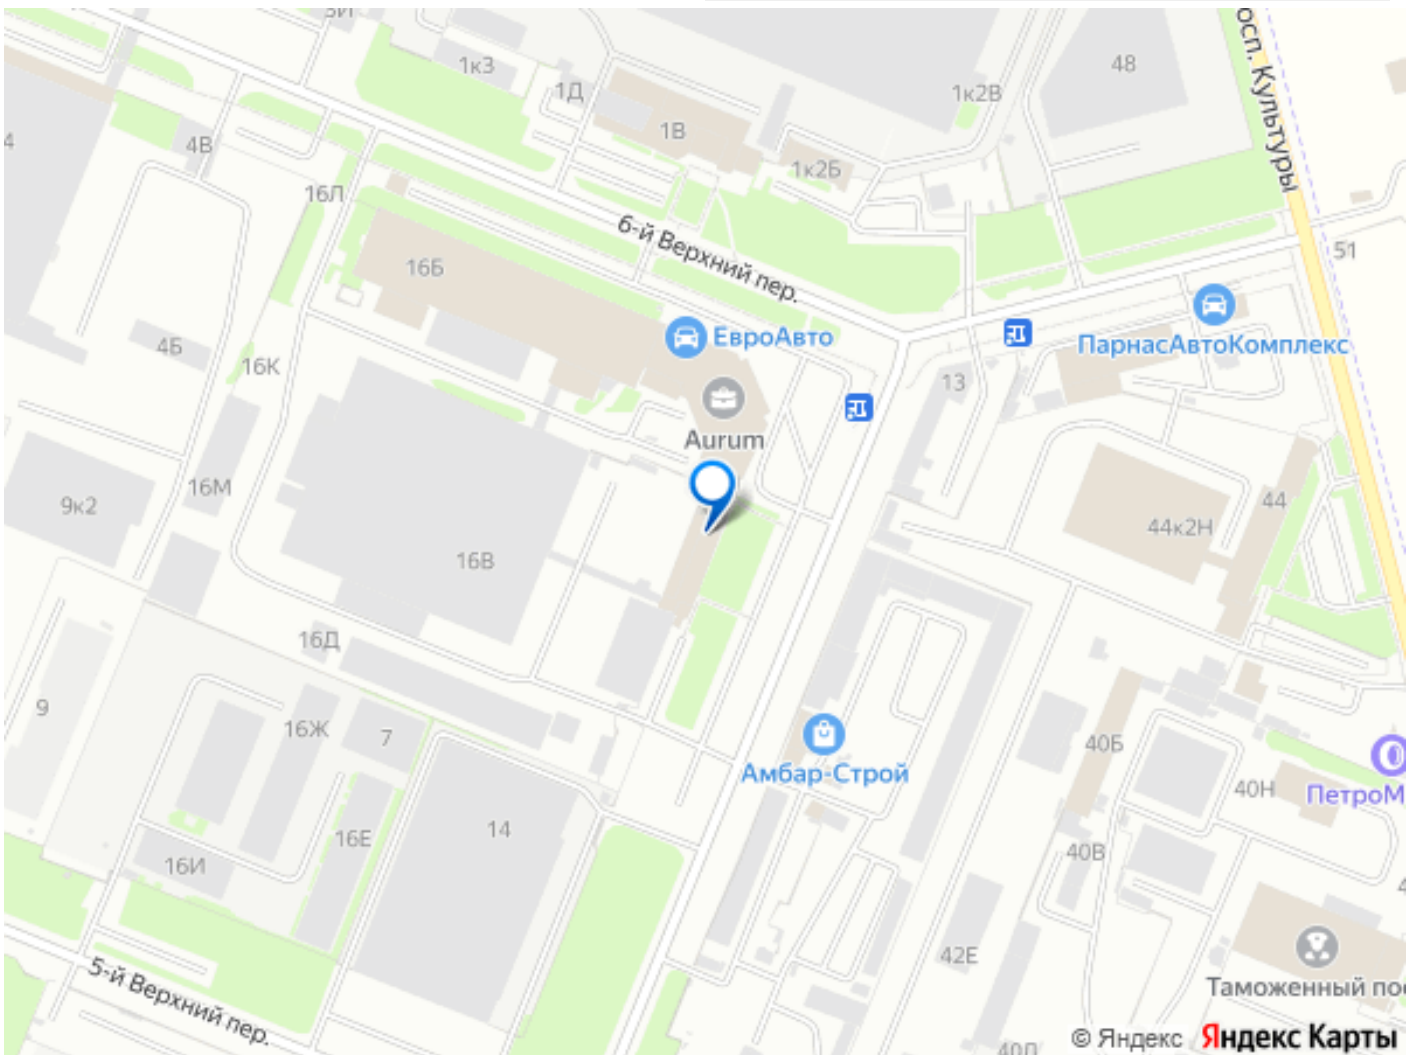 1к3
48
1Д
1к2В
1В
4В
1к2Б
16Л
просп. Культуры
6-й Верхний пер.
16Б
51
ЕвроАвто
ПарнасАвтоКомплекс
4Б
16К
13
Aurum
16М
9к2
44
44к2Н
16В
16Д
9
16Ж
7
40Б
Амбар-Строй
40Н
14
16Е
40В
16И
42Е
5-й Верхний пер.
© Яндекс Яндекс Карты